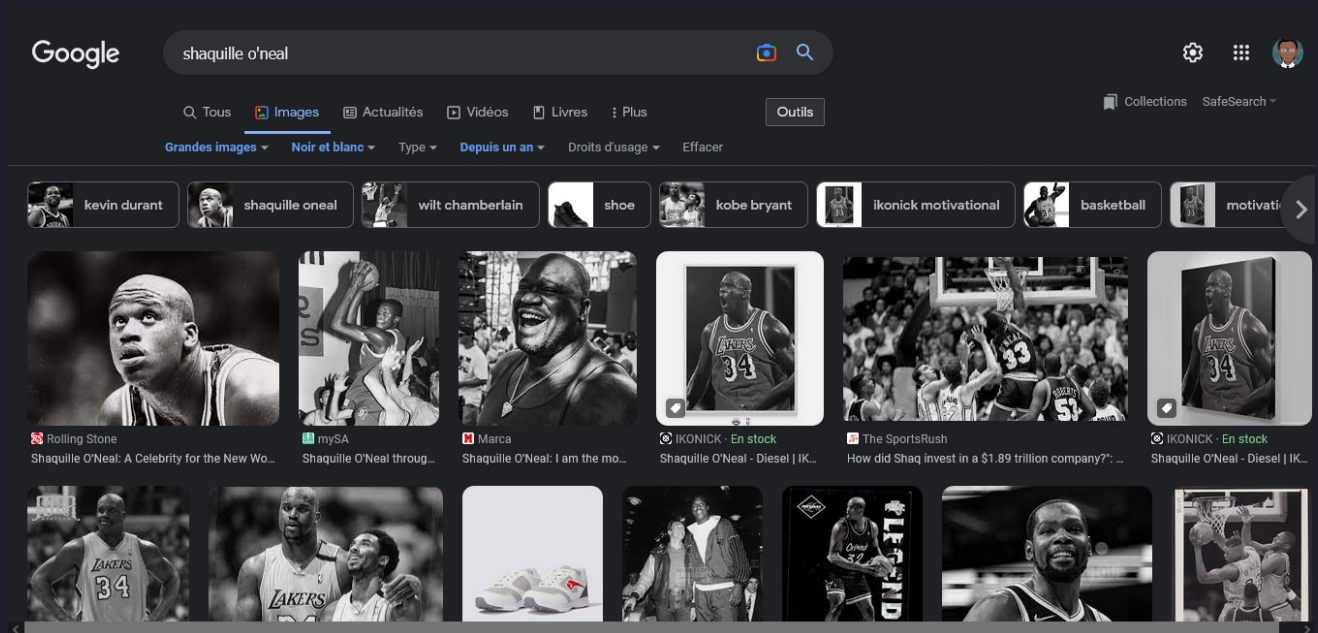 Google
shaquille o'neal
Tous
Images
Actualités
Vidéos
Livres
Plus
Outils
Collections
SafeSearch
Grandes images
Noir et blanc
Type
Depuis un an
Droits d'usage
Effacer
kevin durant
shaquille oneal
wilt chamberlain
shoe
kobe bryant
ikonick motivational
basketball
motivati
LAKERS
34
O'NEAL
33
ROBERTS
53
LAKERS
34
Rolling Stone
Shaquille O'Neal: A Celebrity for the New Wo...
mySA
Shaquille O'Neal throug...
Marca
Shaquille O'Neal: I am the mo...
IKONICK · En stock
Shaquille O'Neal - Diesel | IK...
The SportsRush
How did Shaq invest in a $1.89 trillion company?": ...
IKONICK · En stock
Shaquille O'Neal - Diesel | IK...
LAKERS
34
LAKERS
LEGEND